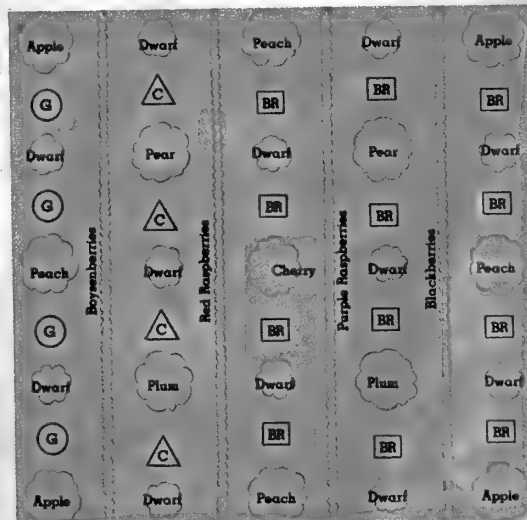 Apple Dwarf Peach Dwarf Apple
G C BR BR BR
Dwarf Pear Dwarf Pear Dwarf
G C BR BR BR
Peach Dwarf Cherry Dwarf Peach
Boysenberries Red Raspberries Purple Raspberries Blackberries
G C BR BR BR
Dwarf Plum Dwarf Plum Dwarf
G C BR BR BR
Apple Dwarf Peach Dwarf Apple